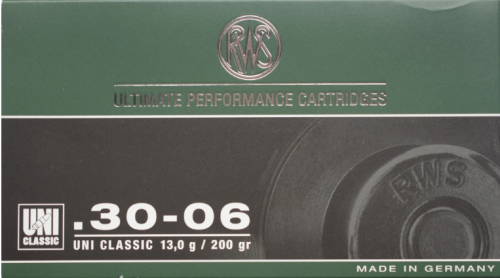 RWS
ULTIMATE PERFORMANCE CARTRIDGES
RWS
UNI
CLASSIC
.30-06
UNI CLASSIC 13,0 g / 200 gr
MADE IN GERMANY